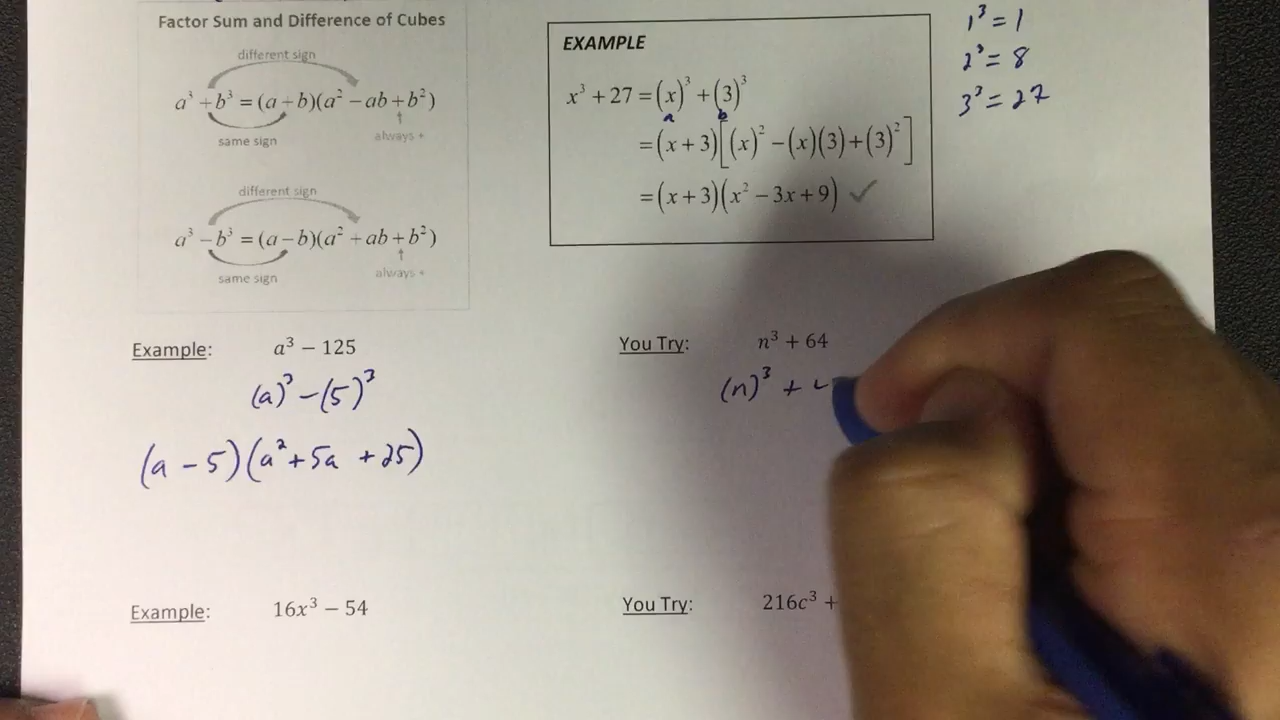 Factor Sum and Difference of Cubes
different sign
a³ + b³ = (a + b)(a² − ab + b²)
same sign
always +
different sign
a³ − b³ = (a − b)(a² + ab + b²)
same sign
always +
EXAMPLE
x³ + 27 = (x)³ + (3)³
a b
= (x + 3)[(x)² − (x)(3) + (3)²]
= (x + 3)(x² − 3x + 9) ✓
1³ = 1
2³ = 8
3³ = 27
Example: a³ − 125
(a)³ − (5)³
(a − 5)(a² + 5a + 25)
You Try: n³ + 64
(n)³ +
Example: 16x³ − 54
You Try: 216c³ +